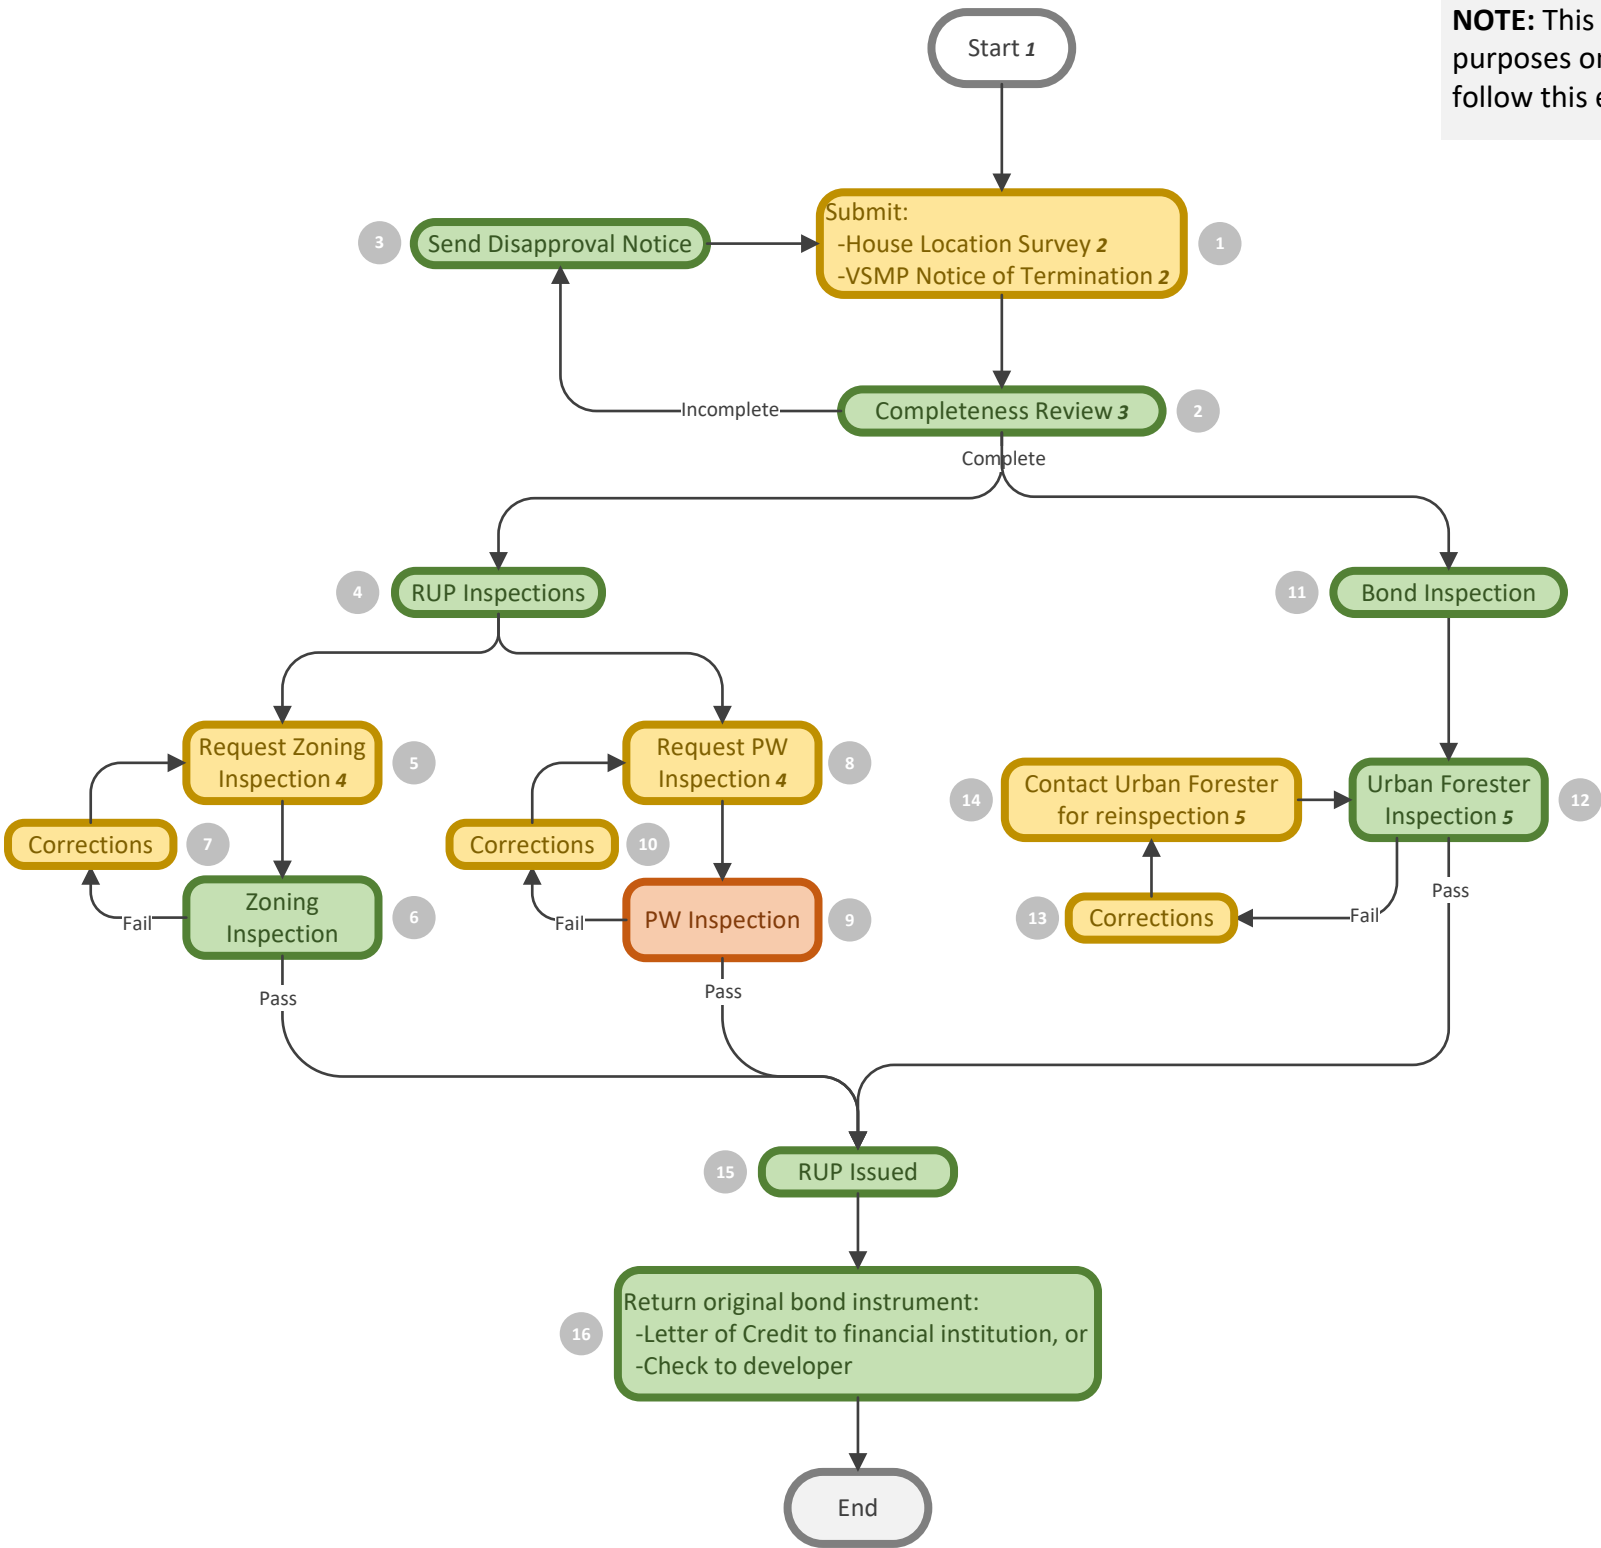 NOTE: This
purposes
follow this
Start 1
Submit:
-House Location Survey 2
-VSMP Notice of Termination 2
1
3
Send Disapproval Notice
Incomplete
Completeness Review 3
2
Complete
4
RUP Inspections
11
Bond Inspection
Request Zoning
Inspection 4
5
Request PW
Inspection 4
8
14
Contact Urban Forester
for reinspection 5
Urban Forester
Inspection 5
12
Corrections
7
Corrections
10
Zoning
Inspection
6
Fail
PW Inspection
9
Fail
13
Corrections
Fail
Pass
Pass
Pass
15
RUP Issued
16
Return original bond instrument:
-Letter of Credit to financial institution, or
-Check to developer
End